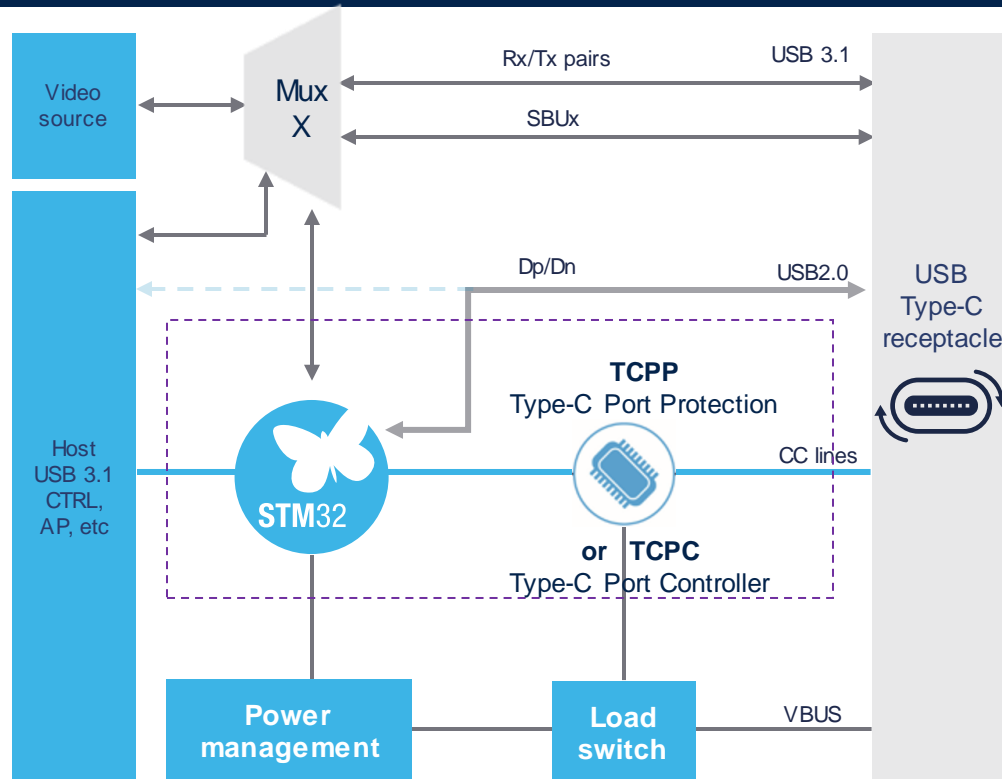 Video
source
Mux
X
Rx/Tx pairs
USB 3.1
SBUx
Dp/Dn
USB2.0
USB
Type-C
receptacle
TCPP
Type-C Port Protection
CC lines
Host
USB 3.1
CTRL,
AP, etc
STM32
or TCPC
Type-C Port Controller
Power
management
Load
switch
VBUS